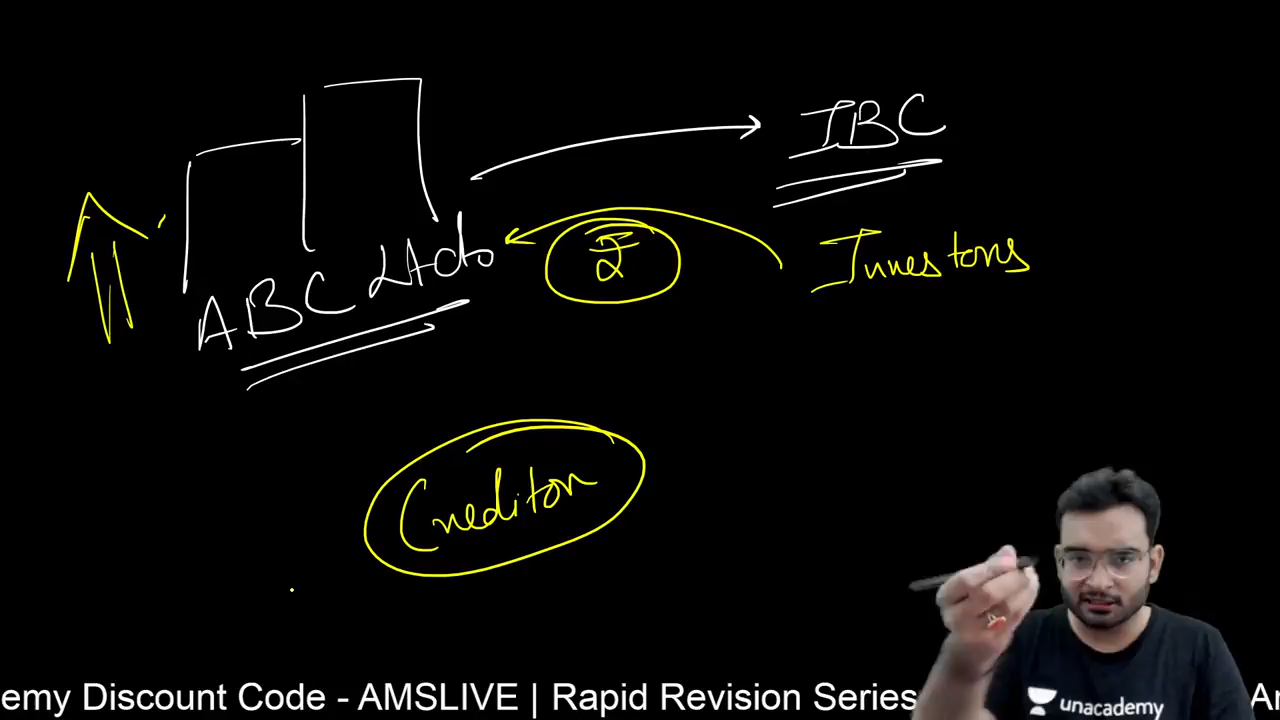 IBC
₹
Investors
ABC Ltd
Creditor
unacademy
emy Discount Code - AMSLIVE | Rapid Revision Series